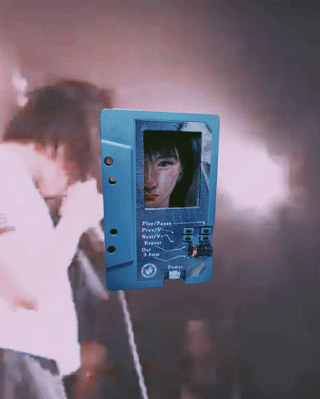 Play/Pause
Prev/V-
Next/V+
Repeat
Out
3.5mm
Power